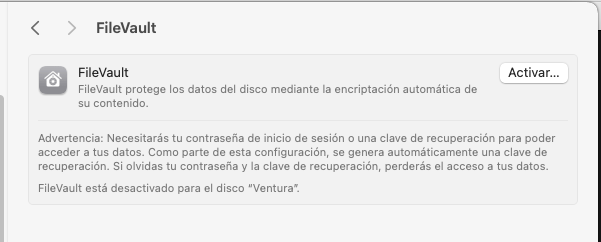 FileVault
FileVault
Activar...
FileVault protege los datos del disco mediante la encriptación automática de
su contenido.
Advertencia: Necesitarás tu contraseña de inicio de sesión o una clave de recuperación para poder
acceder a tus datos. Como parte de esta configuración, se genera automáticamente una clave de
recuperación. Si olvidas tu contraseña y la clave de recuperación, perderás el acceso a tus datos.
FileVault está desactivado para el disco “Ventura”.